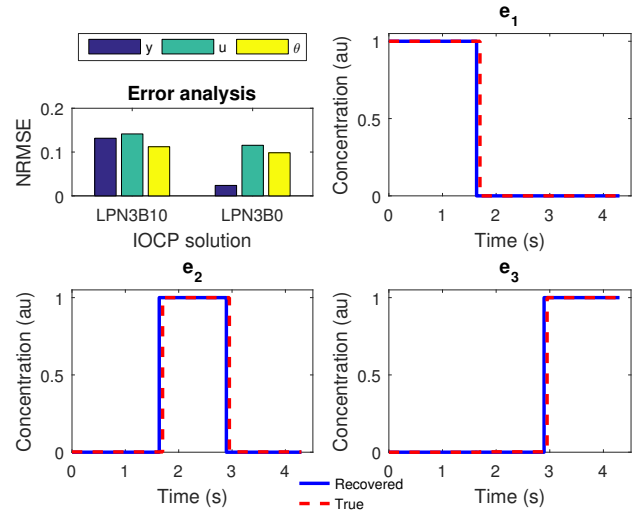 y u θ
Error analysis
NRMSE
0.2
0.1
0
LPN3B10 LPN3B0
IOCP solution
e1
Concentration (au)
1
0.5
0
0 1 2 3 4
Time (s)
e2
Concentration (au)
1
0.5
0
0 1 2 3 4
Time (s)
e3
Concentration (au)
1
0.5
0
0 1 2 3 4
Time (s)
Recovered
True